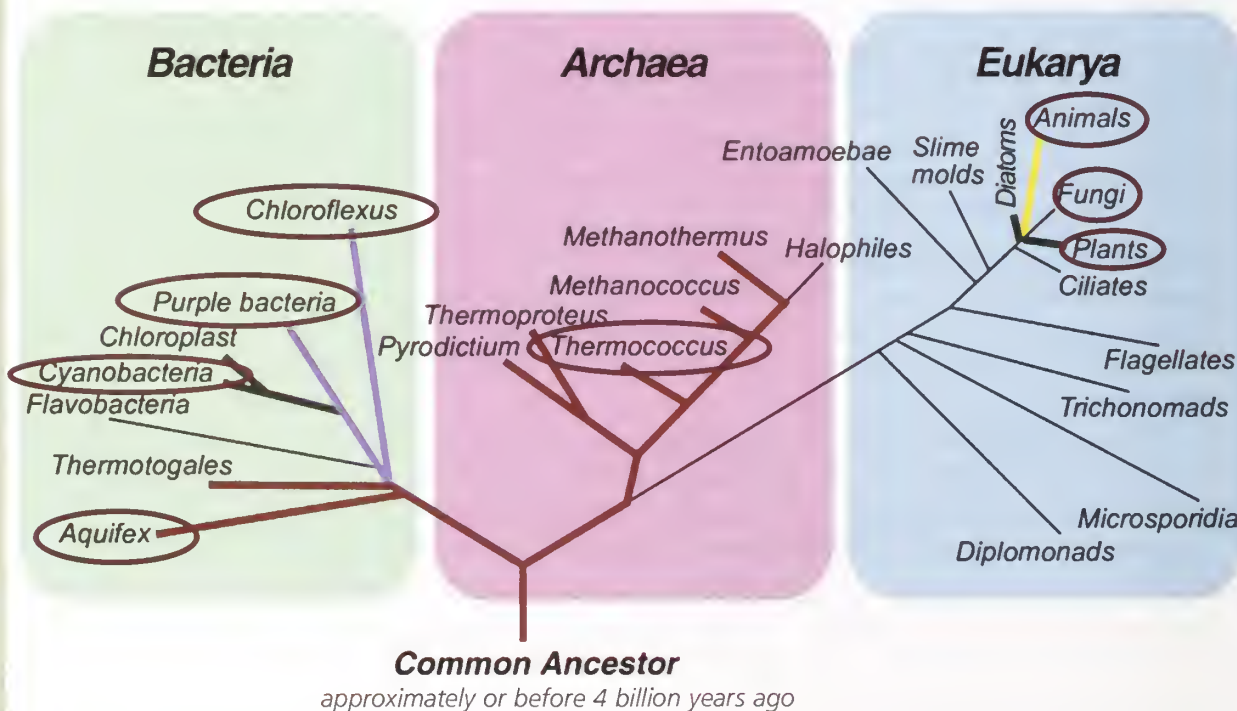 Bacteria
Archaea
Eukarya
Chloroflexus
Purple bacteria
Chloroplast
Cyanobacteria
Flavobacteria
Thermotogales
Aquifex
Methanothermus
Halophiles
Methanococcus
Thermoproteus
Pyrodictium
Thermococcus
Entoamoebae
Slime
molds
Diatoms
Animals
Fungi
Plants
Ciliates
Flagellates
Trichonomads
Microsporidia
Diplomonads
Common Ancestor
approximately or before 4 billion years ago